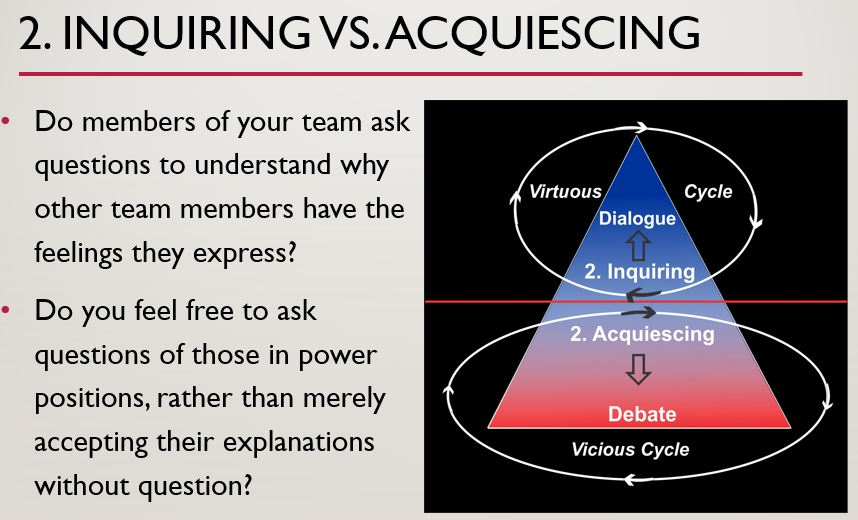 2. INQUIRING VS. ACQUIESCING
• Do members of your team ask
questions to understand why
other team members have the
feelings they express?
• Do you feel free to ask
questions of those in power
positions, rather than merely
accepting their explanations
without question?
Virtuous Cycle
Dialogue
2. Inquiring
2. Acquiescing
Debate
Vicious Cycle